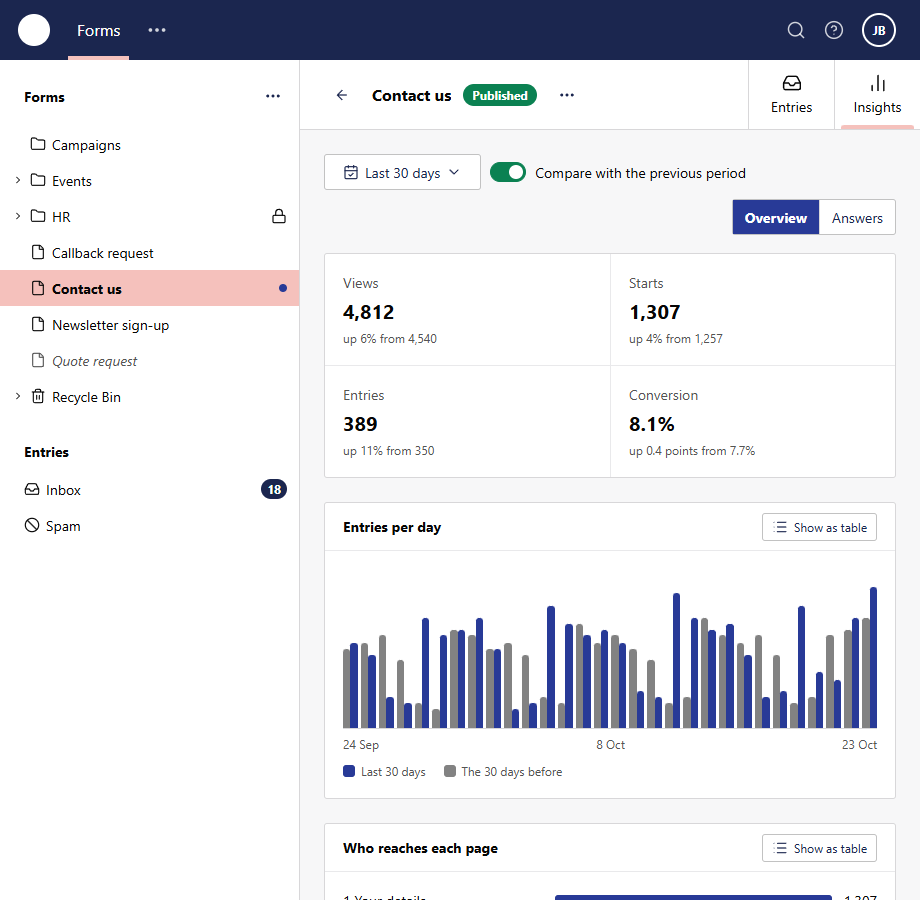 Forms
JB
Forms
Campaigns
Events
HR
Callback request
Contact us
Newsletter sign-up
Quote request
Recycle Bin
Entries
Inbox 18
Spam
Contact us Published
Entries
Insights
Last 30 days
Compare with the previous period
Overview Answers
Views
4,812
up 6% from 4,540
Starts
1,307
up 4% from 1,257
Entries
389
up 11% from 350
Conversion
8.1%
up 0.4 points from 7.7%
Entries per day
Show as table
24 Sep 8 Oct 23 Oct
Last 30 days The 30 days before
Who reaches each page
Show as table
1 Your details 1,307